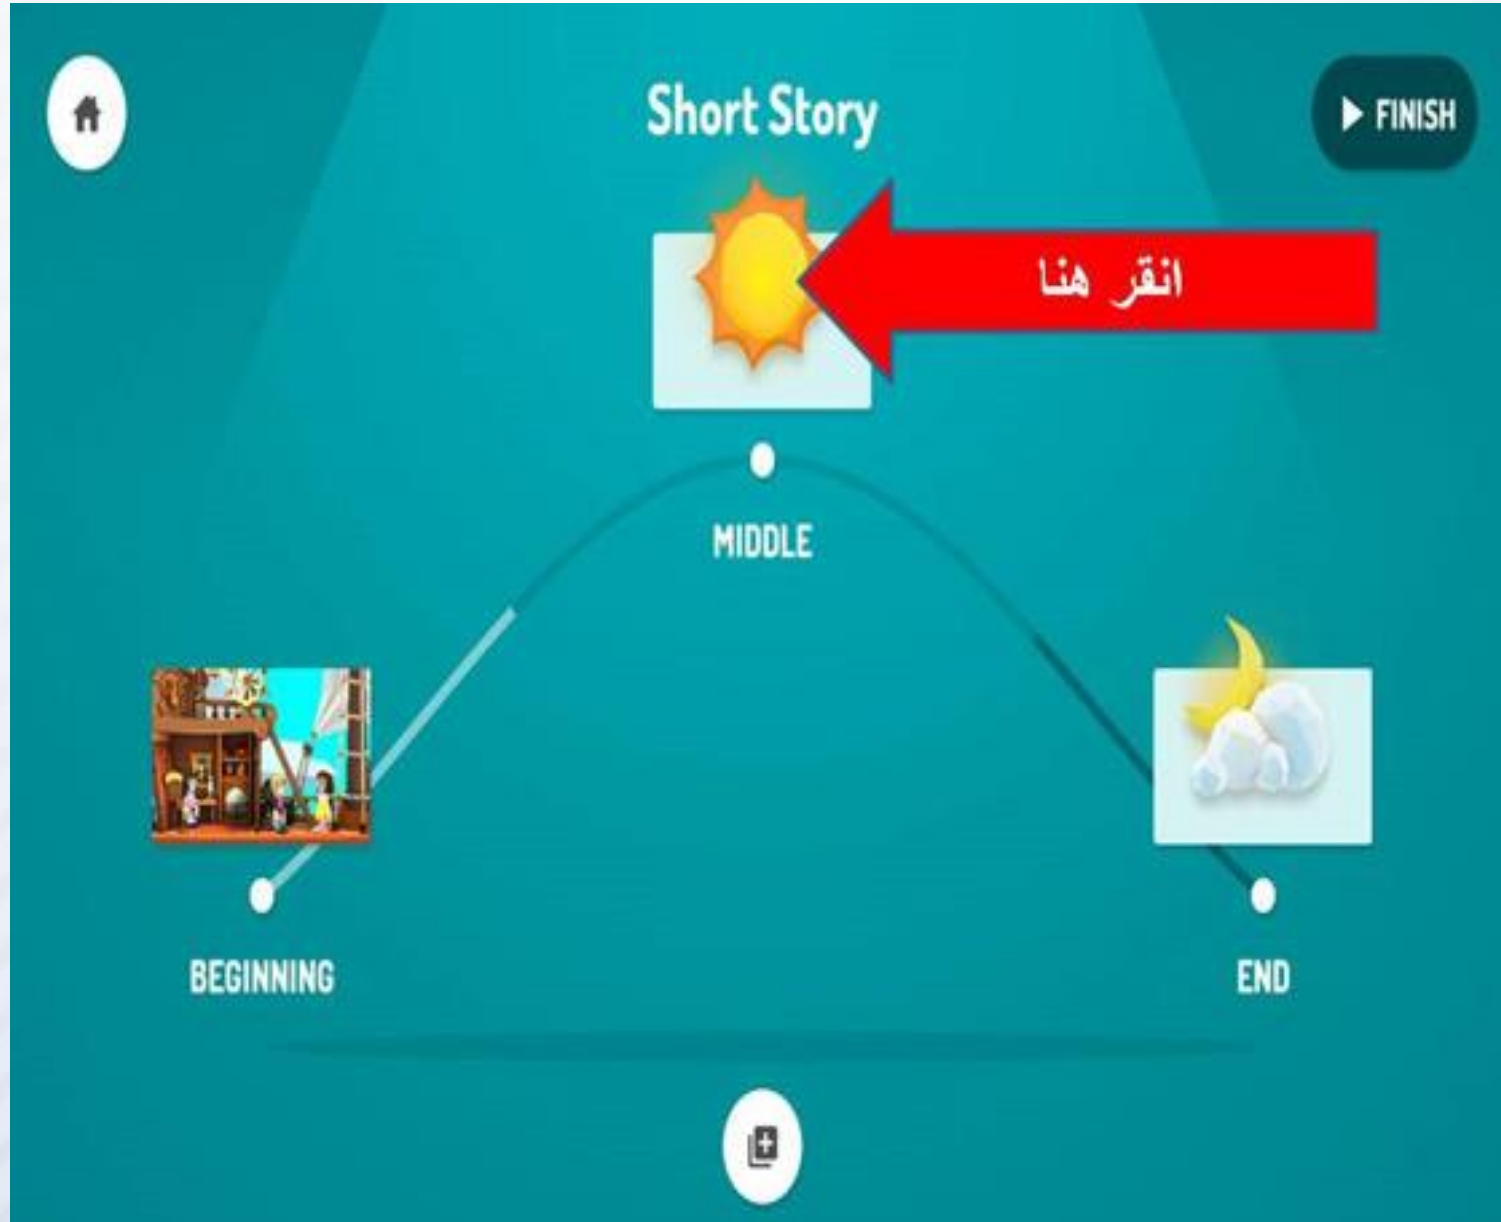 Short Story
FINISH
انقر هنا
MIDDLE
BEGINNING
END